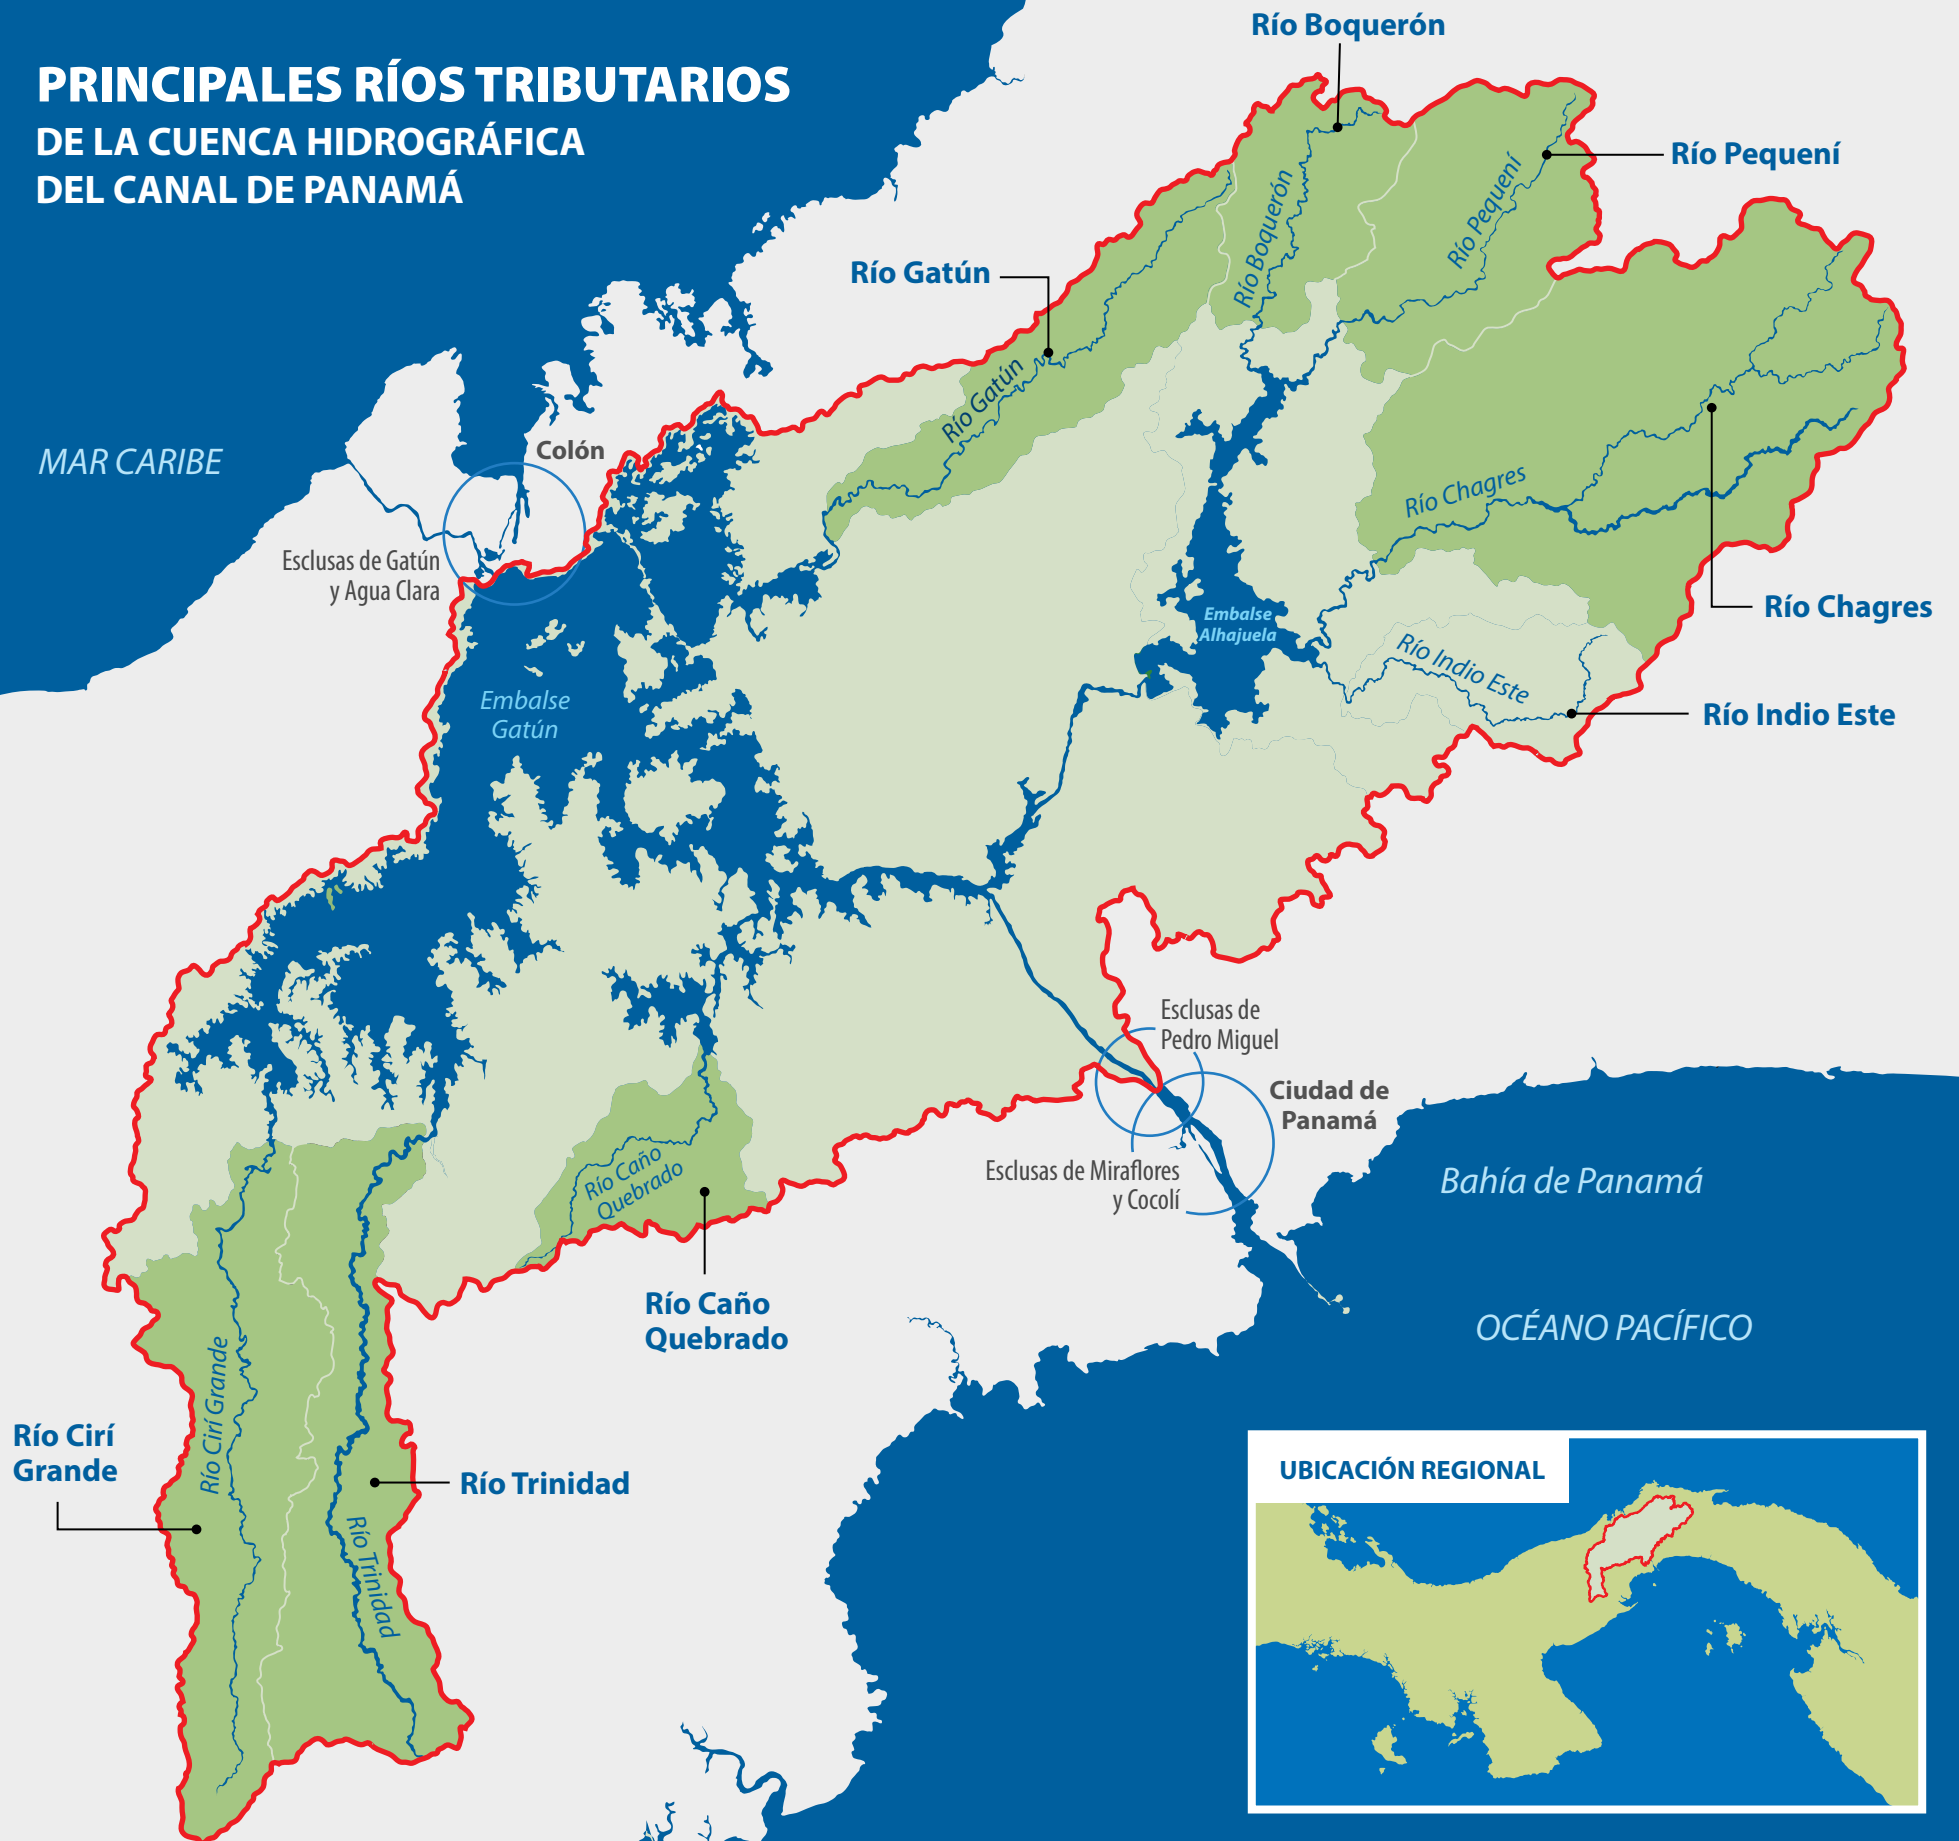 PRINCIPALES RÍOS TRIBUTARIOS
DE LA CUENCA HIDROGRÁFICA
DEL CANAL DE PANAMÁ
Río Boquerón
Río Pequení
Río Boquerón
Río Pequení
Río Gatún
Río Gatún
MAR CARIBE
Colón
Esclusas de Gatún
y Agua Clara
Río Chagres
Río Chagres
Embalse
Alhajuela
Río Indio Este
Río Indio Este
Embalse
Gatún
Esclusas de
Pedro Miguel
Ciudad de
Panamá
Esclusas de Miraflores
y Cocolí
Bahía de Panamá
OCÉANO PACÍFICO
Río Caño
Quebrado
Río Caño
Quebrado
Río Cirí
Grande
Río Cirí Grande
Río Trinidad
Río Trinidad
UBICACIÓN REGIONAL